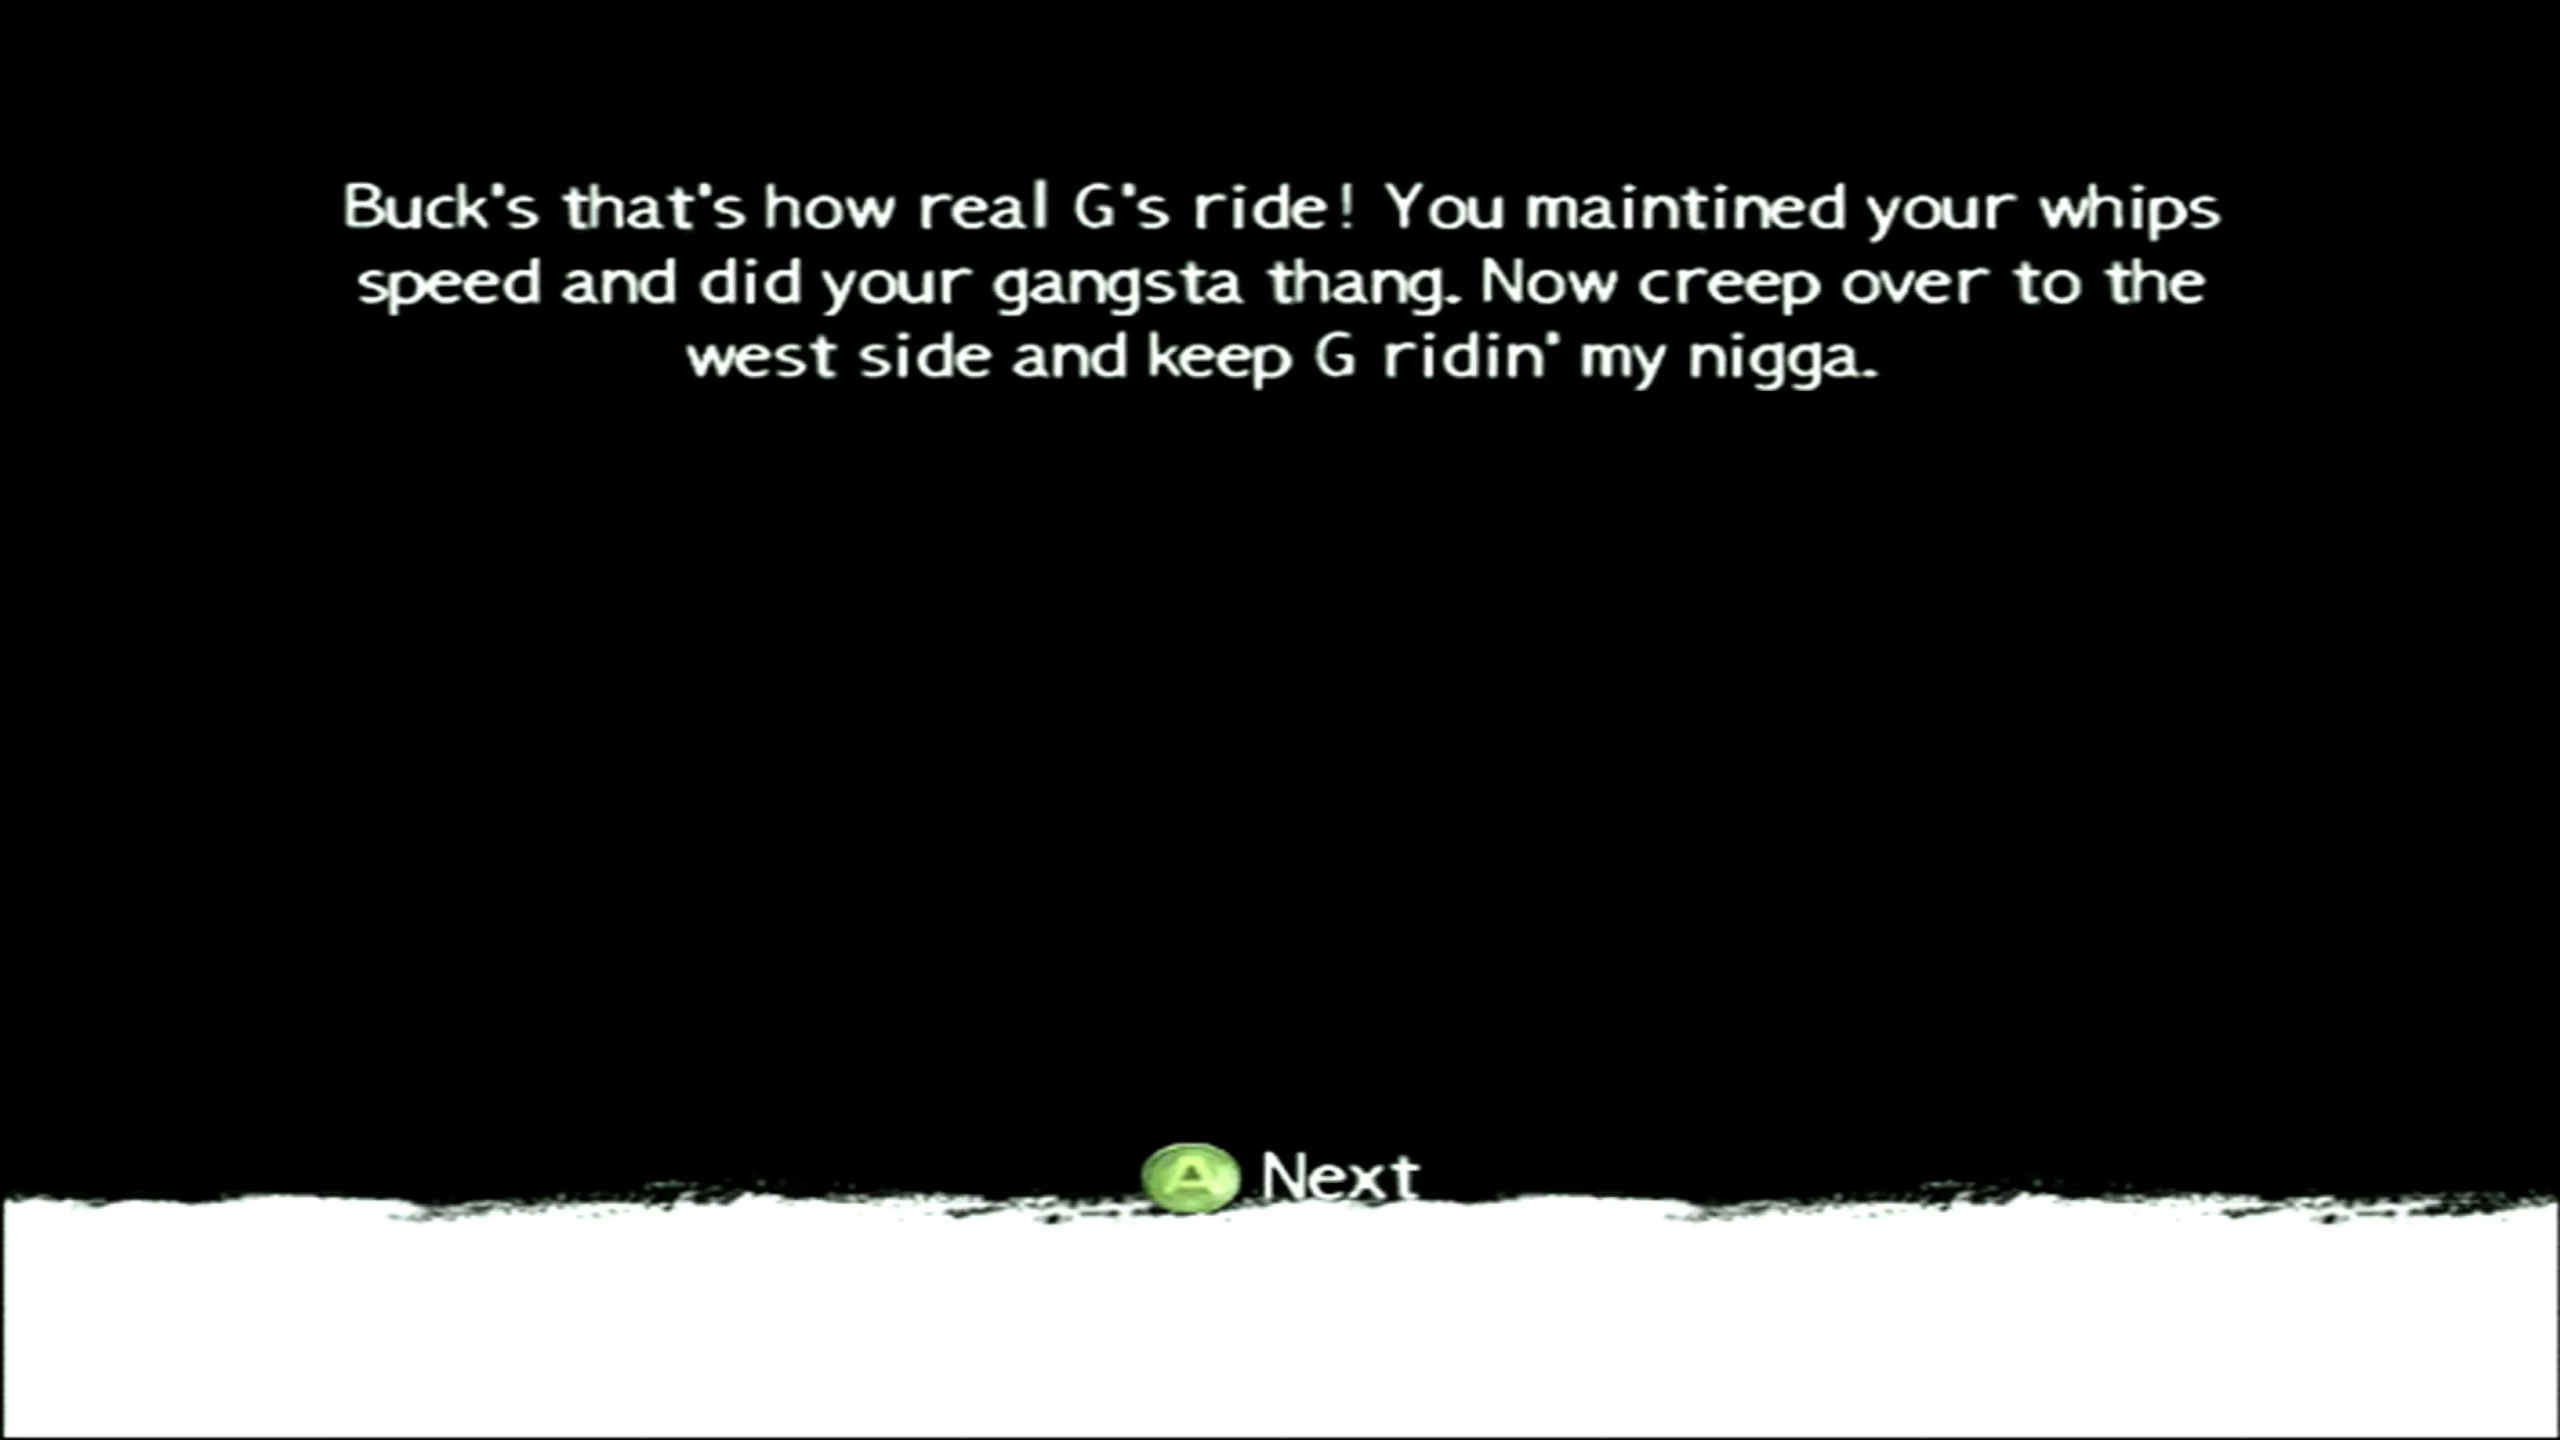 Buck's that's how real G's ride! You maintined your whips
speed and did your gangsta thang. Now creep over to the
west side and keep G ridin' my nigga.
A Next